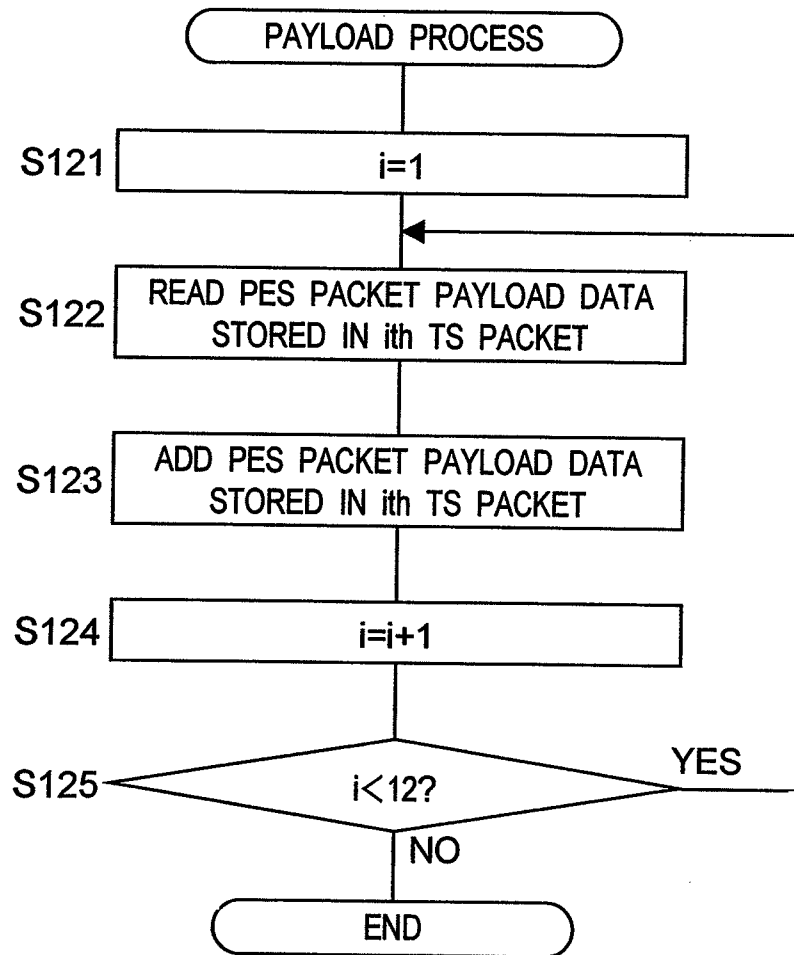 PAYLOAD PROCESS
S121
i=1
S122
READ PES PACKET PAYLOAD DATA
STORED IN ith TS PACKET
S123
ADD PES PACKET PAYLOAD DATA
STORED IN ith TS PACKET
S124
i=i+1
S125
i<12?
YES
NO
END